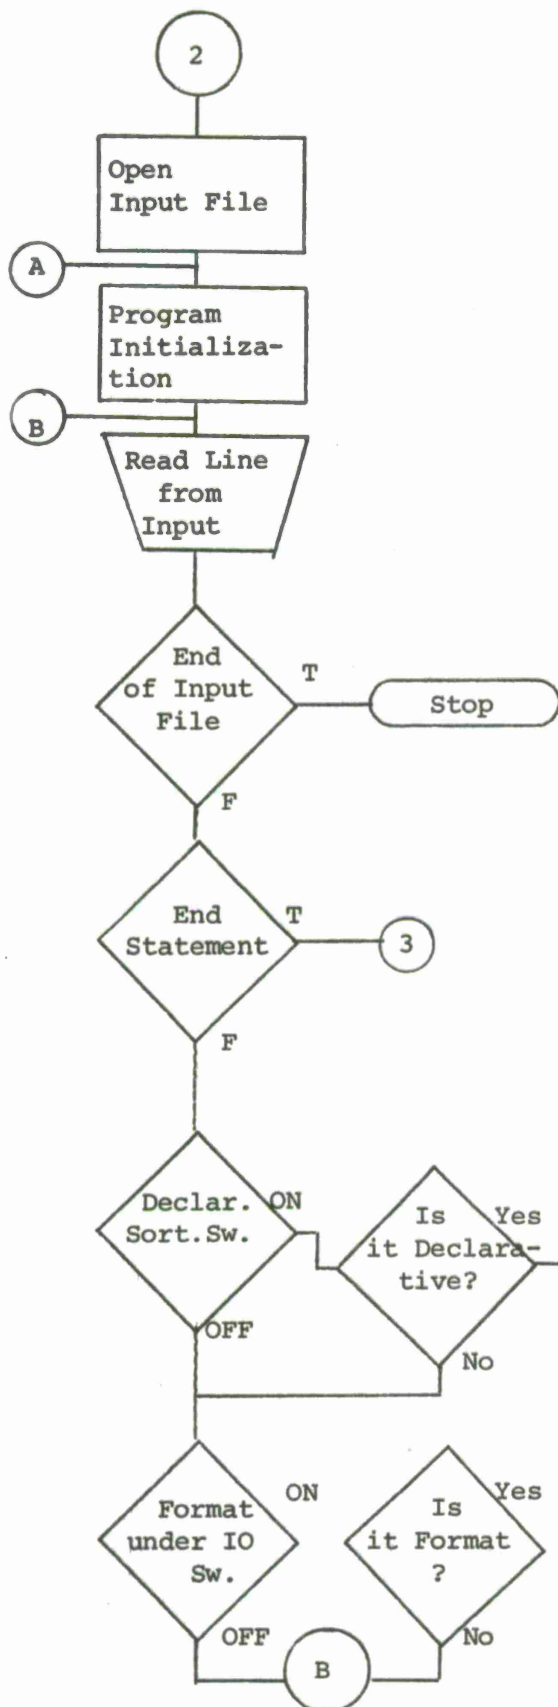 2
Open
Input File
A
Program
Initializa-
tion
B
Read Line
from
Input
End
of Input
File
T
Stop
F
End
Statement
T
3
F
Declar.
Sort.Sw.
ON
Is
it Declara-
tive?
Yes
OFF
No
Format
under IO
Sw.
ON
Is
it Format
?
Yes
OFF
No
B